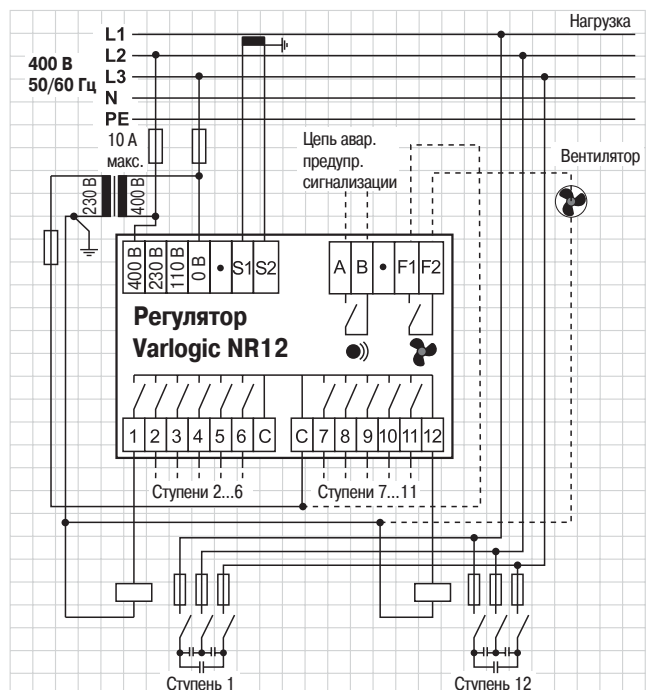 Нагрузка
L1
L2
L3
N
PE
400 В
50/60 Гц
10 А
макс.
Цепь авар.
предупр.
сигнализации
Вентилятор
230 В
400 В
400 В
230 В
110 В
0 В
•
S1
S2
A
B
•
F1
F2
Регулятор
Varlogic NR12
1
2
3
4
5
6
C
C
7
8
9
10
11
12
Ступени 2...6
Ступени 7...11
Ступень 1
Ступень 12